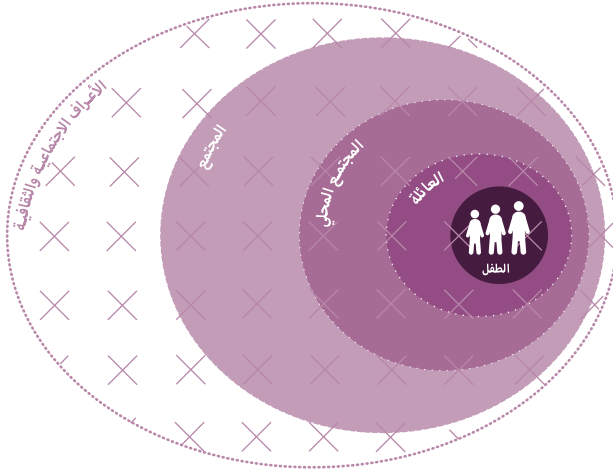 الأعراف الاجتماعية والثقافية
المجتمع
المجتمع المحلي
العائلة
الطفل